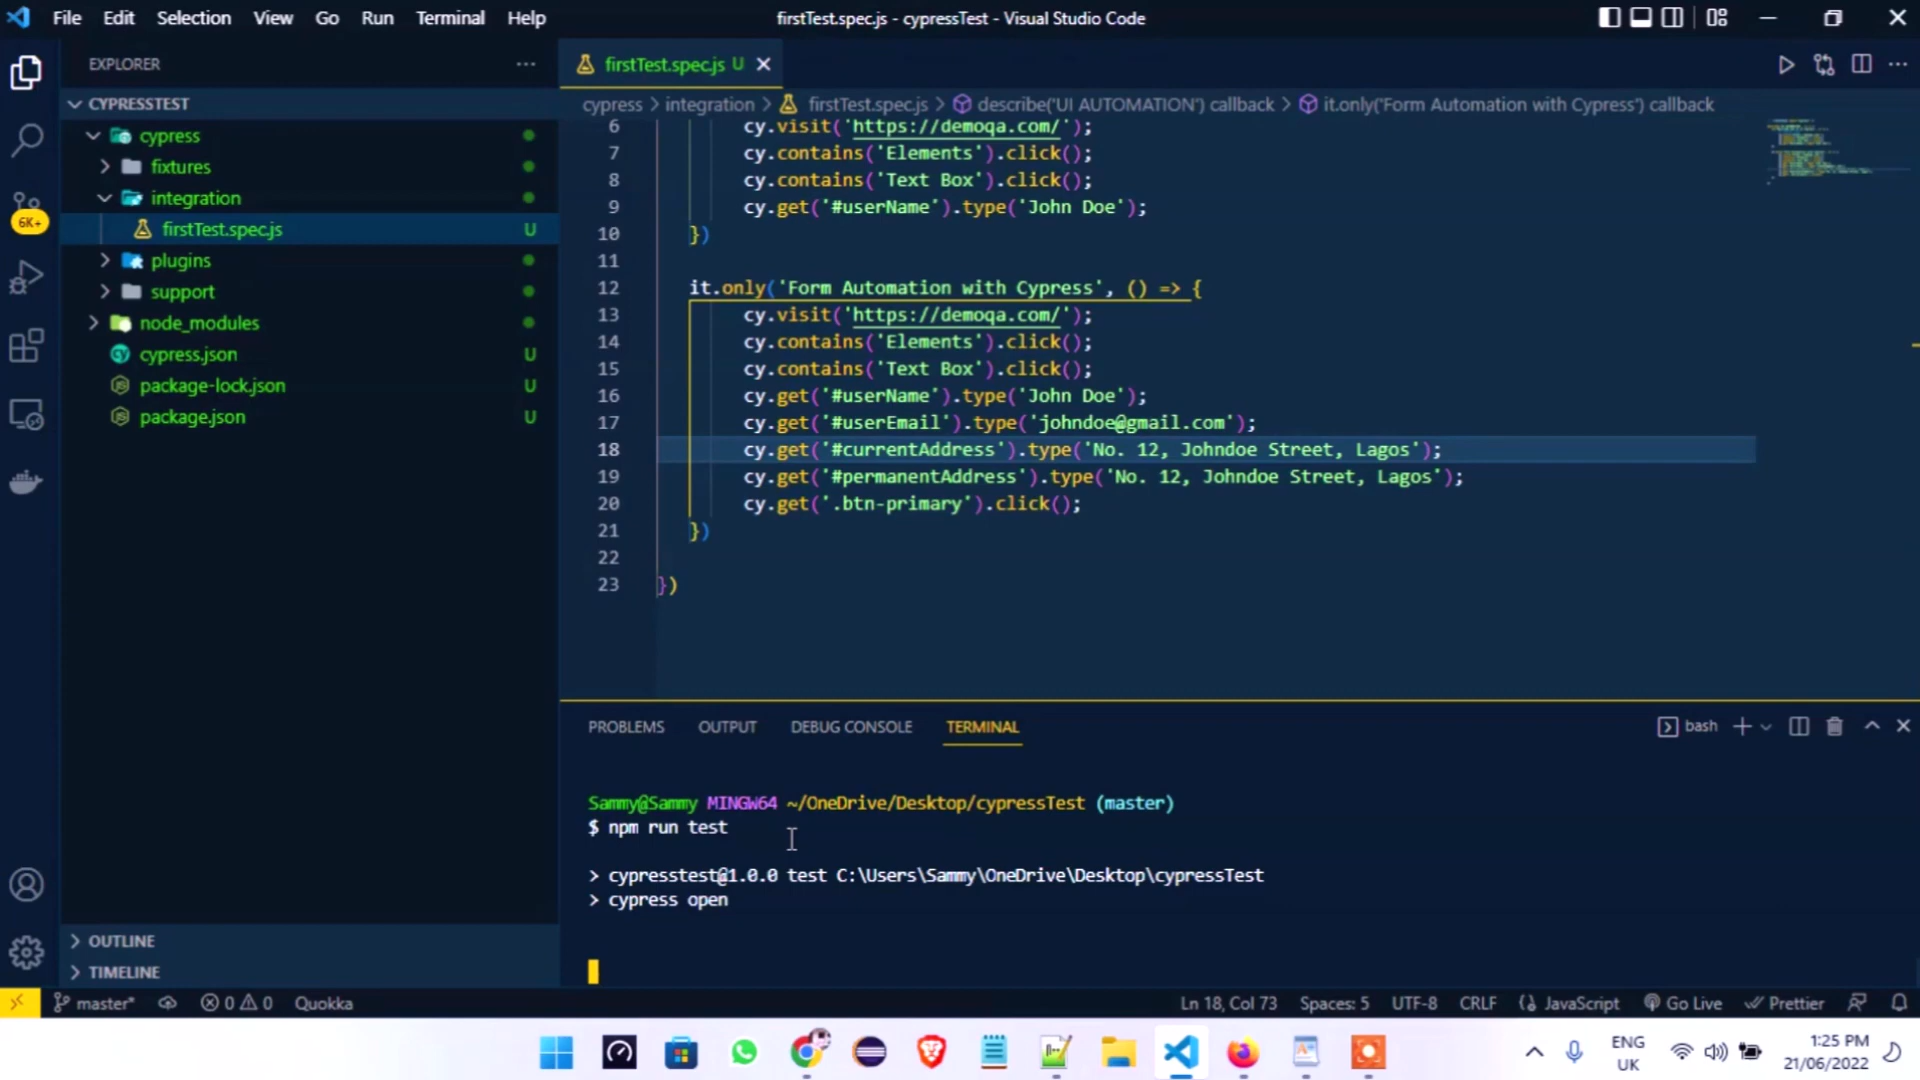 File Edit Selection View Go Run Terminal Help
firstTest.spec.js - cypressTest - Visual Studio Code
EXPLORER
CYPRESSTEST
cypress
fixtures
integration
firstTest.spec.js U
plugins
support
node_modules
cypress.json U
package-lock.json U
package.json U
OUTLINE
TIMELINE
6K+
firstTest.spec.js U
cypress > integration > firstTest.spec.js > describe('UI AUTOMATION') callback > it.only('Form Automation with Cypress') callback
6 cy.visit('https://demoqa.com/');
7 cy.contains('Elements').click();
8 cy.contains('Text Box').click();
9 cy.get('#userName').type('John Doe');
10 })
11
12 it.only('Form Automation with Cypress', () => {
13 cy.visit('https://demoqa.com/');
14 cy.contains('Elements').click();
15 cy.contains('Text Box').click();
16 cy.get('#userName').type('John Doe');
17 cy.get('#userEmail').type('johndoe@gmail.com');
18 cy.get('#currentAddress').type('No. 12, Johndoe Street, Lagos');
19 cy.get('#permanentAddress').type('No. 12, Johndoe Street, Lagos');
20 cy.get('.btn-primary').click();
21 })
22
23 })
PROBLEMS OUTPUT DEBUG CONSOLE TERMINAL
bash
Sammy@Sammy MINGW64 ~/OneDrive/Desktop/cypressTest (master)
$ npm run test
> cypresstest@1.0.0 test C:\Users\Sammy\OneDrive\Desktop\cypressTest
> cypress open
master* 0 0 Quokka
Ln 18, Col 73 Spaces: 5 UTF-8 CRLF JavaScript Go Live Prettier
ENG
UK
1:25 PM
21/06/2022